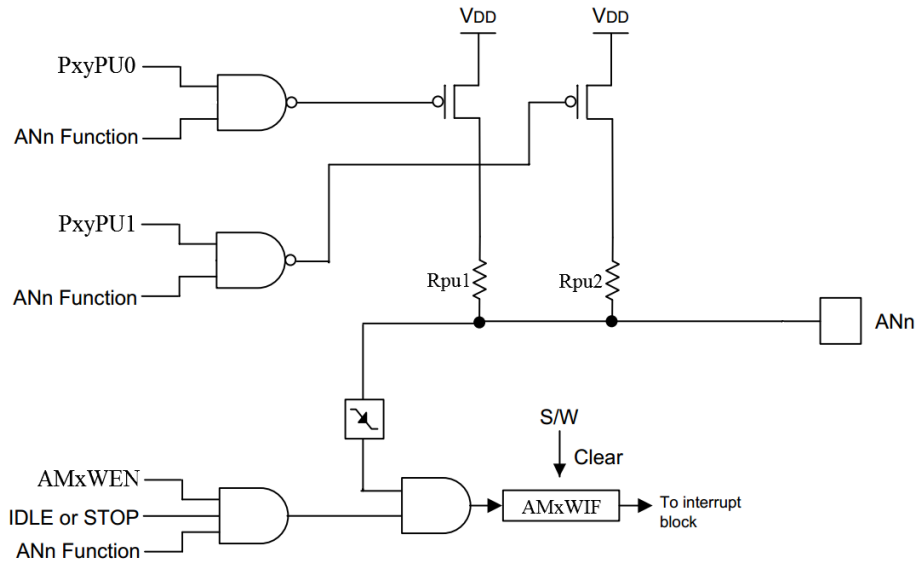 VDD
VDD
PxyPU0
ANn Function
PxyPU1
ANn Function
Rpu1
Rpu2
ANn
S/W
Clear
AMxWEN
IDLE or STOP
ANn Function
AMxWIF
To interrupt
block